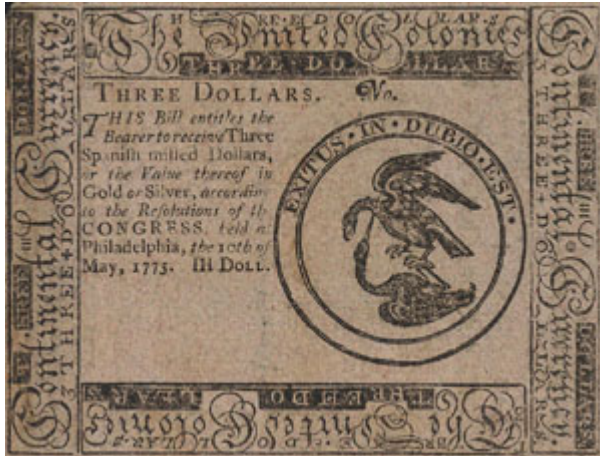 The United Colonies
THREE DOLLARS.
THREE DOLLARS. No.
THIS Bill entitles the
Bearer to receive Three
Spanish milled Dollars,
or the Value thereof in
Gold or Silver, according
to the Resolutions of the
CONGRESS, held at
Philadelphia, the 10th of
May, 1775. III DOLL.
EXITUS · IN · DUBIO · EST ·
Continental Currency
THREE DOLLARS
Continental Currency.
THREE DOLLARS
The United Colonies